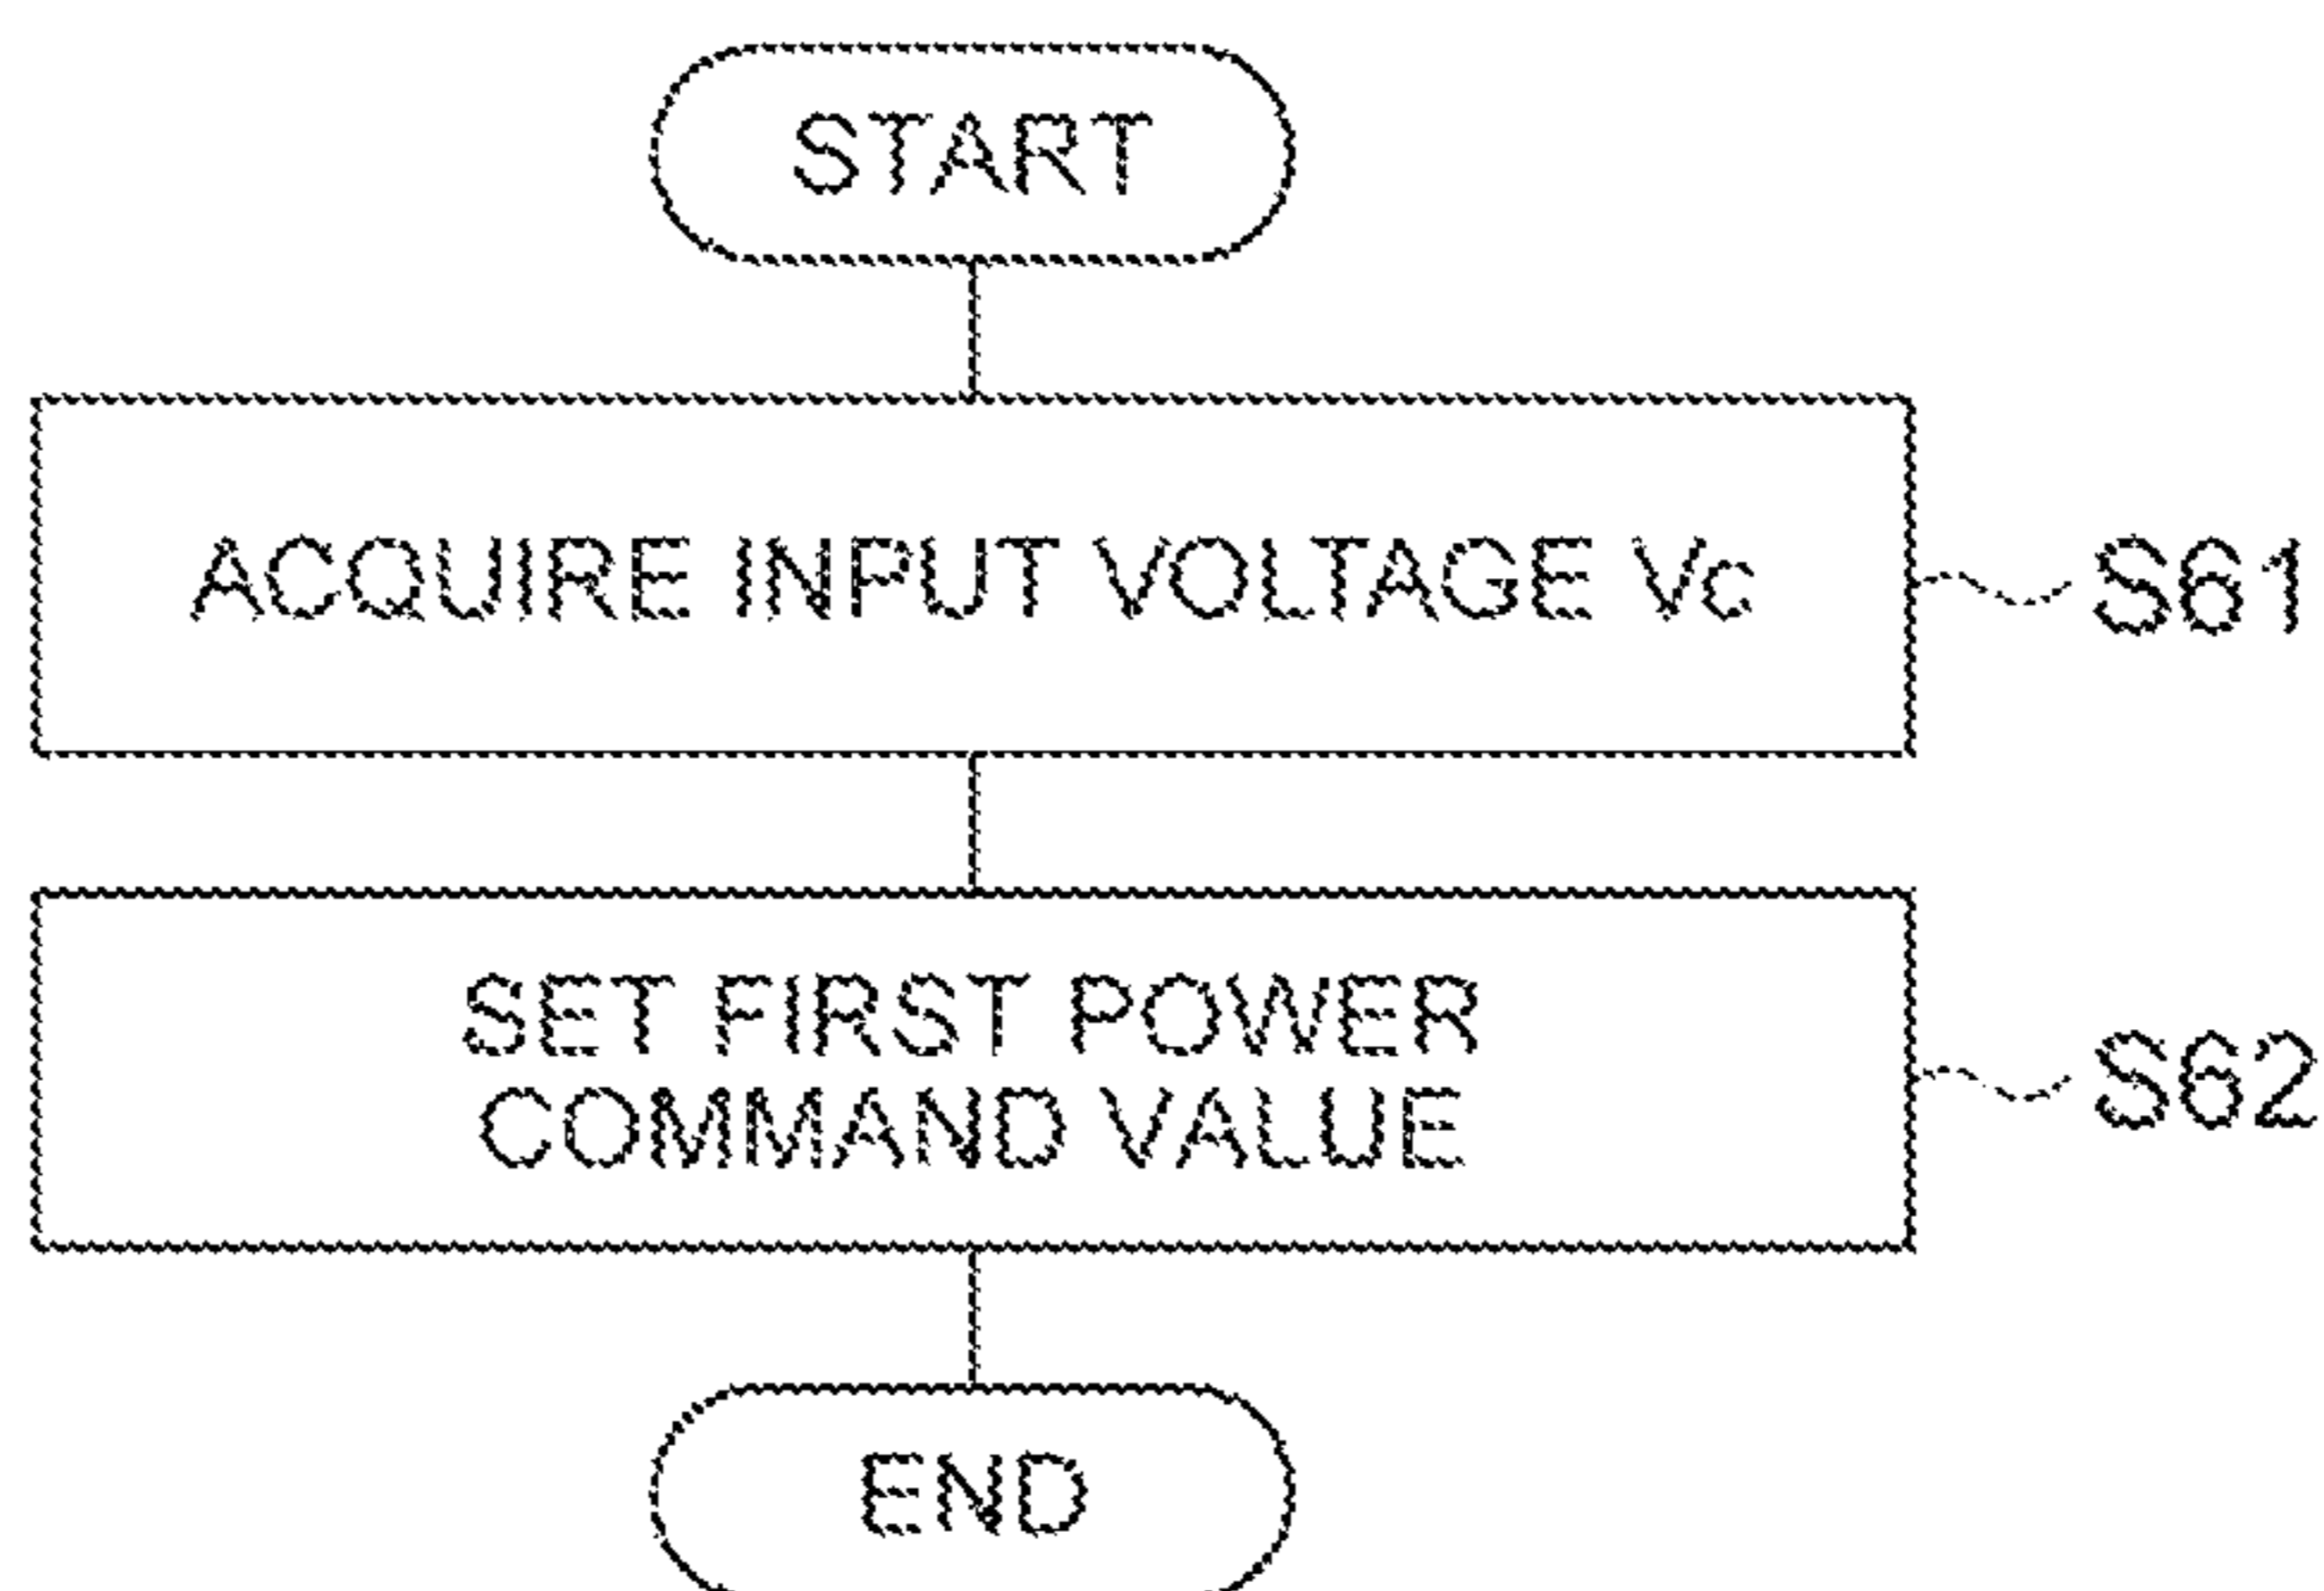 START
ACQUIRE INPUT VOLTAGE Vc
S61
SET FIRST POWER
COMMAND VALUE
S62
END